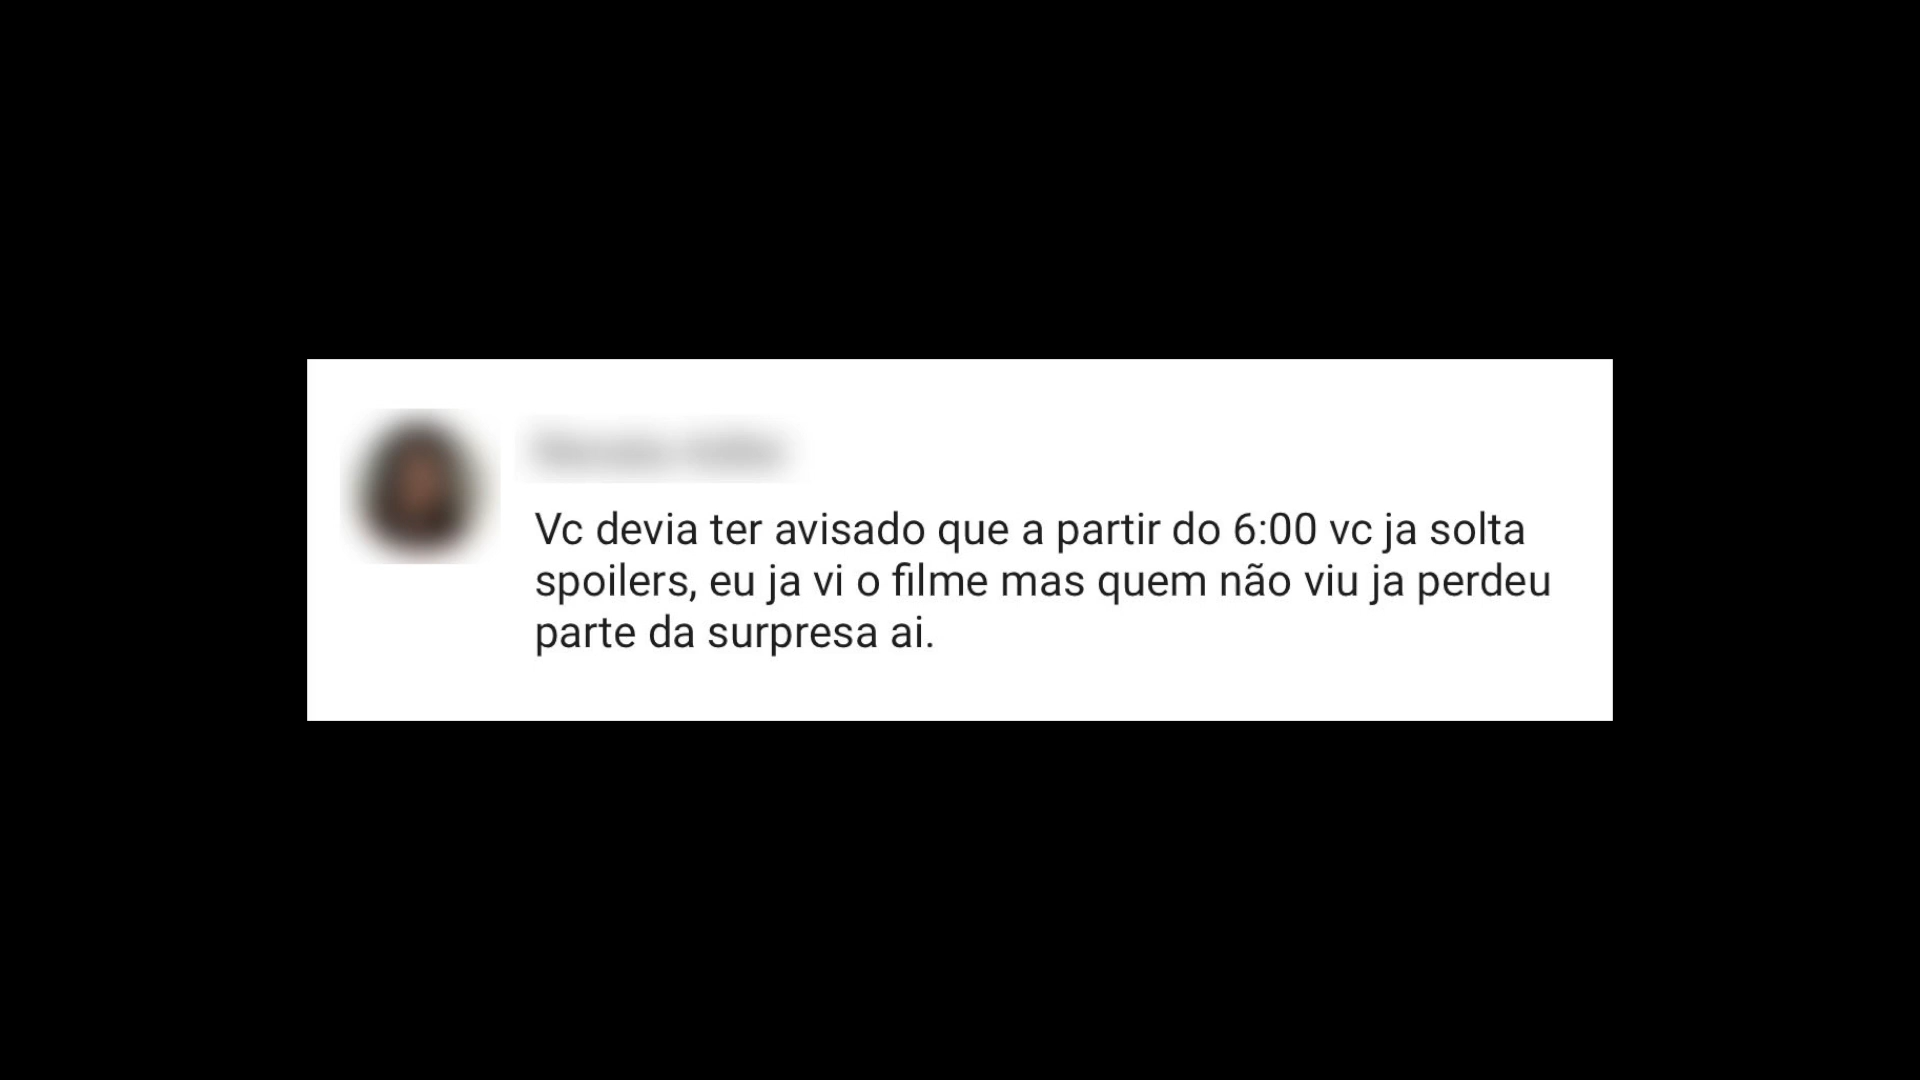 Vc devia ter avisado que a partir do 6:00 vc ja solta
spoilers, eu ja vi o filme mas quem não viu ja perdeu
parte da surpresa ai.